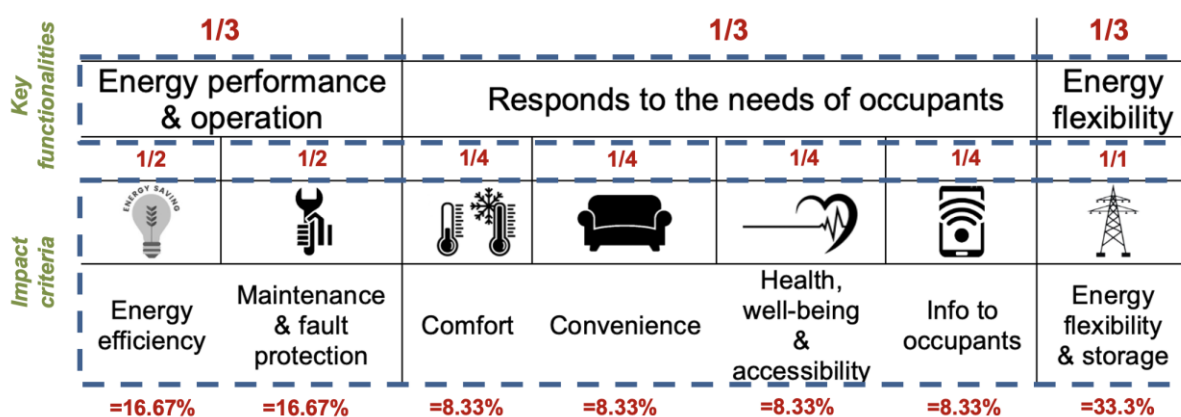 1/3 1/3 1/3
Key
functionalities
Energy performance
& operation
Responds to the needs of occupants
Energy
flexibility
1/2 1/2 1/4 1/4 1/4 1/4 1/1
Impact
criteria
ENERGY SAVING
Energy
efficiency
Maintenance
& fault
protection
Comfort
Convenience
Health,
well-being
&
accessibility
Info to
occupants
Energy
flexibility
& storage
=16.67% =16.67% =8.33% =8.33% =8.33% =8.33% =33.3%